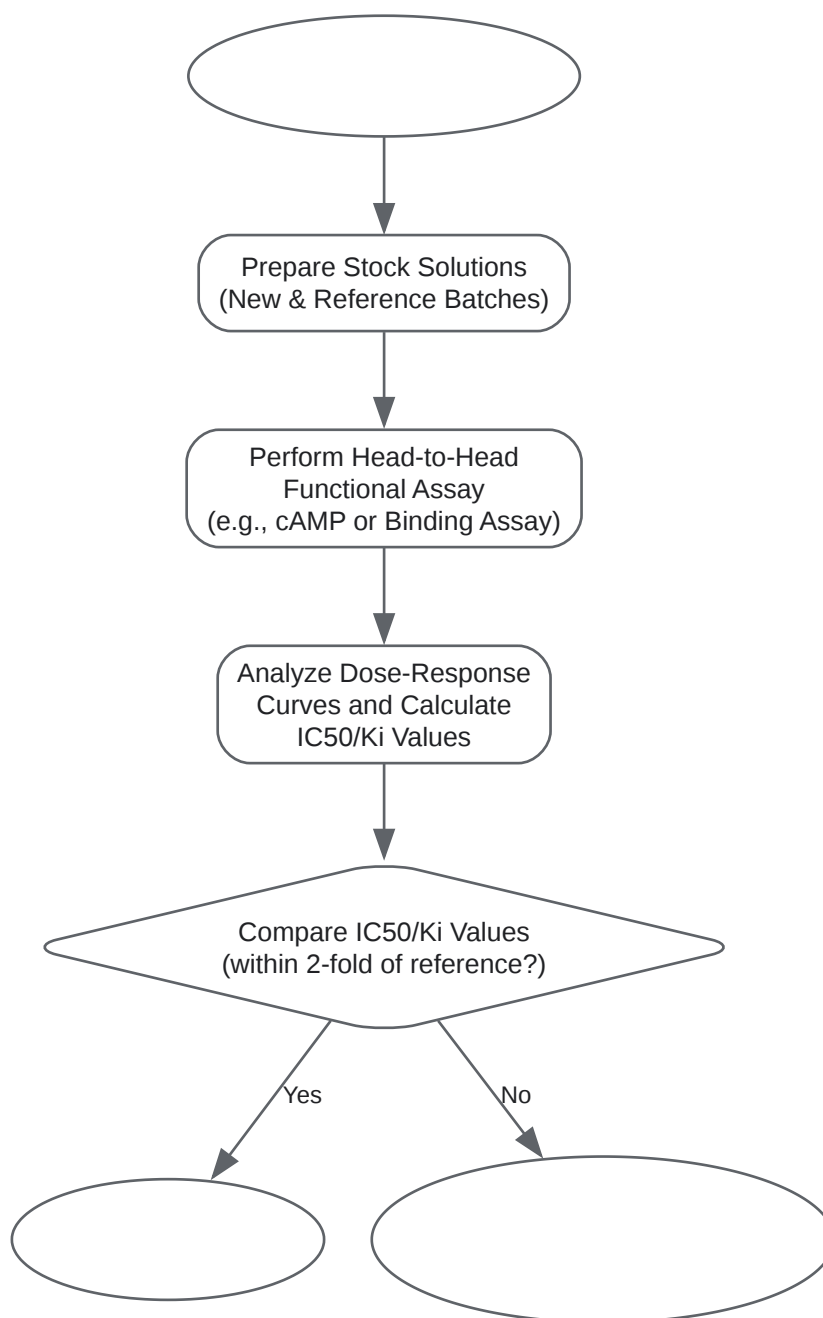 Prepare Stock Solutions
(New & Reference Batches)
Perform Head-to-Head
Functional Assay
(e.g., cAMP or Binding Assay)
Analyze Dose-Response
Curves and Calculate
IC50/Ki Values
Compare IC50/Ki Values
(within 2-fold of reference?)
Yes
No